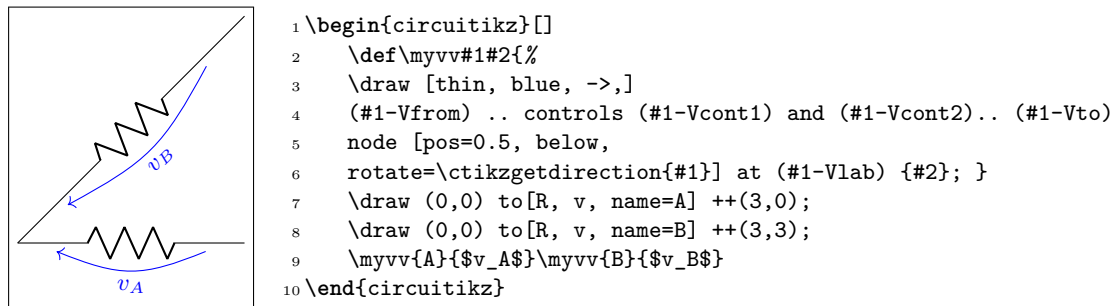 v_B
v_A
1 \begin{circuitikz}[]
2 \def\myvv#1#2{%
3 \draw [thin, blue, ->,]
4 (#1-Vfrom) .. controls (#1-Vcont1) and (#1-Vcont2).. (#1-Vto)
5 node [pos=0.5, below,
6 rotate=\ctikzgetdirection{#1}] at (#1-Vlab) {#2}; }
7 \draw (0,0) to[R, v, name=A] ++(3,0);
8 \draw (0,0) to[R, v, name=B] ++(3,3);
9 \myvv{A}{$v_A$}\myvv{B}{$v_B$}
10 \end{circuitikz}